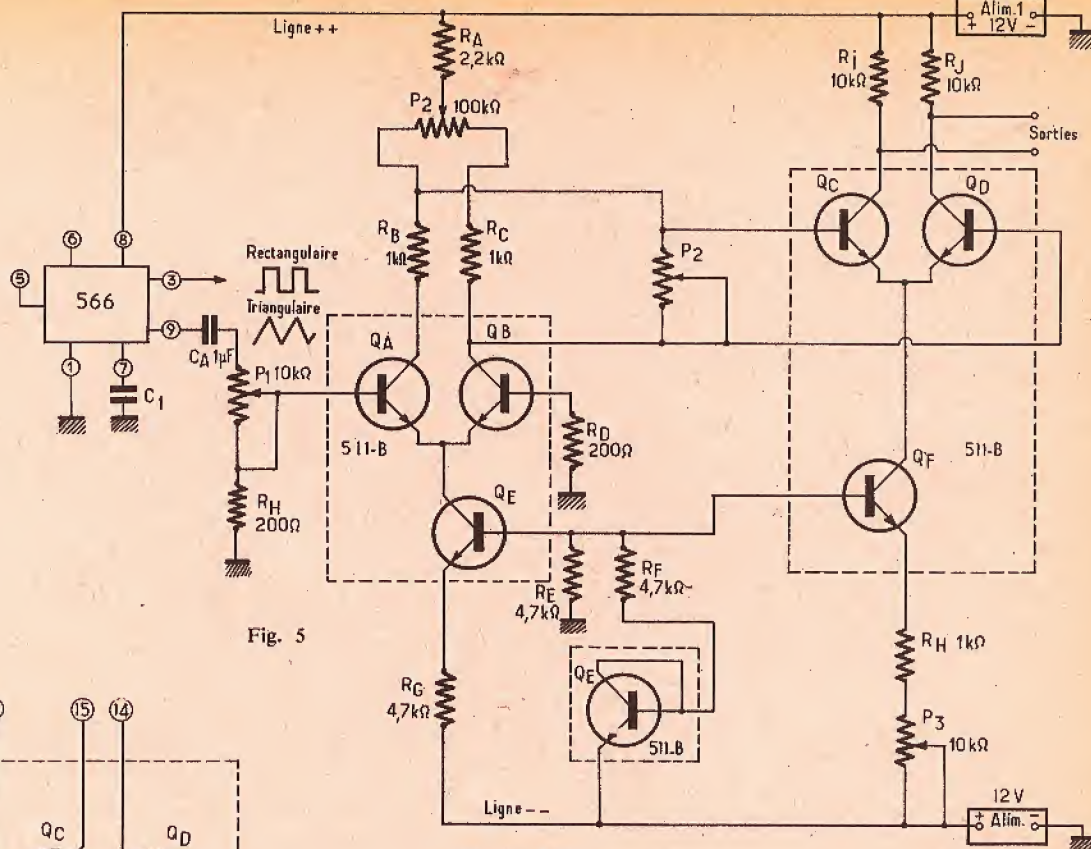 Ligne ++
Alim.1
+ 12V -
RA
2,2kΩ
P2 100kΩ
Ri
10kΩ
RJ
10kΩ
Sorties
QC
QD
RB
1kΩ
RC
1kΩ
P2
⑥
⑧
⑤
566
③
⑨
①
⑦
Rectangulaire
Triangulaire
CA 1µF
C1
P1 10kΩ
RH
200Ω
QA
QB
511-B
RD
200Ω
QE
QF
511-B
RE
4,7kΩ
RF
4,7kΩ
Fig. 5
RG
4,7kΩ
QE
511-B
RH 1kΩ
P3
10kΩ
Ligne --
12V
+ Alim. -
⑮ ⑭
QC
QD